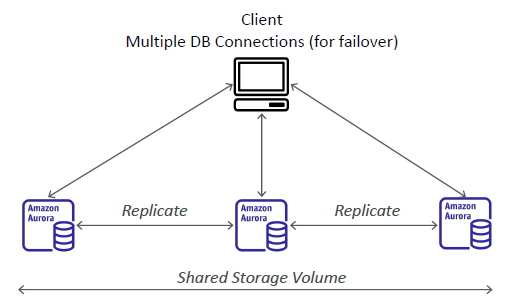 Client
Multiple DB Connections (for failover)
Amazon
Aurora
Replicate
Amazon
Aurora
Replicate
Amazon
Aurora
Shared Storage Volume